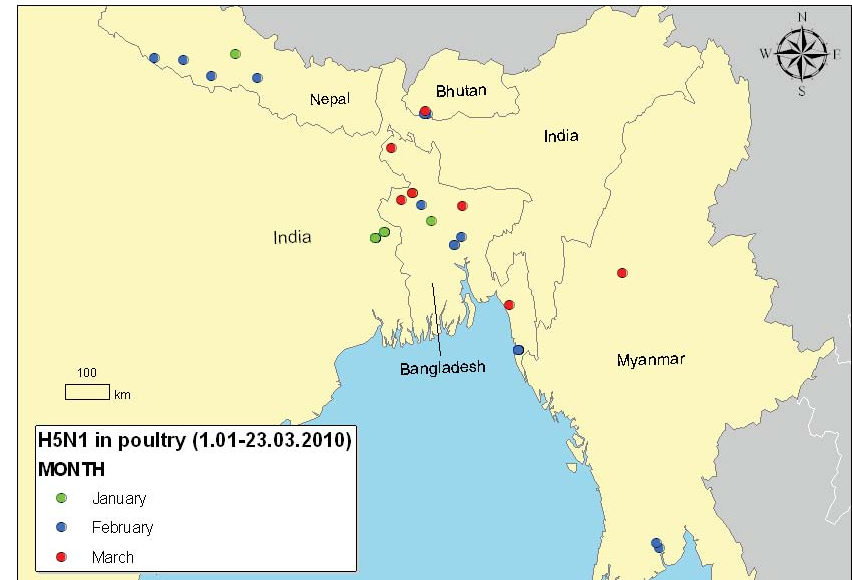 N
W E
S
Nepal
Bhutan
India
India
Myanmar
Bangladesh
100
km
H5N1 in poultry (1.01-23.03.2010)
MONTH
January
February
March